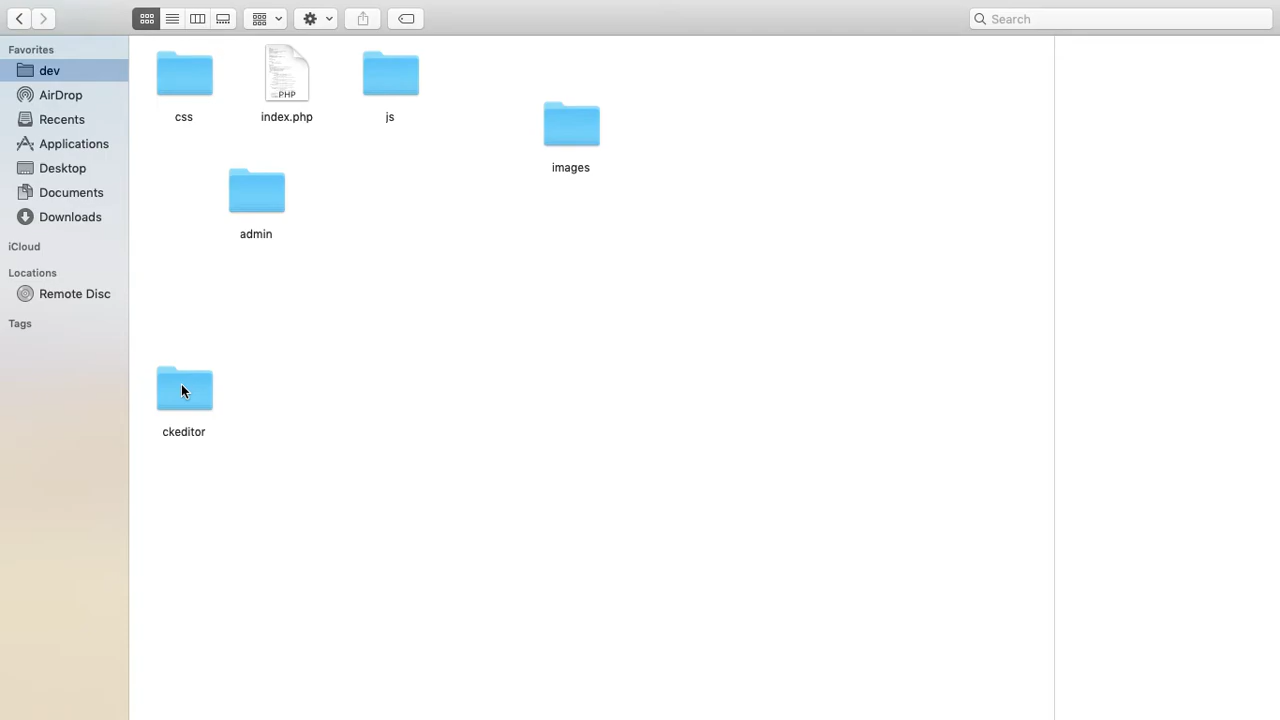 Search
Favorites
dev
AirDrop
Recents
Applications
Desktop
Documents
Downloads
iCloud
Locations
Remote Disc
Tags
PHP
css
index.php
js
images
admin
ckeditor